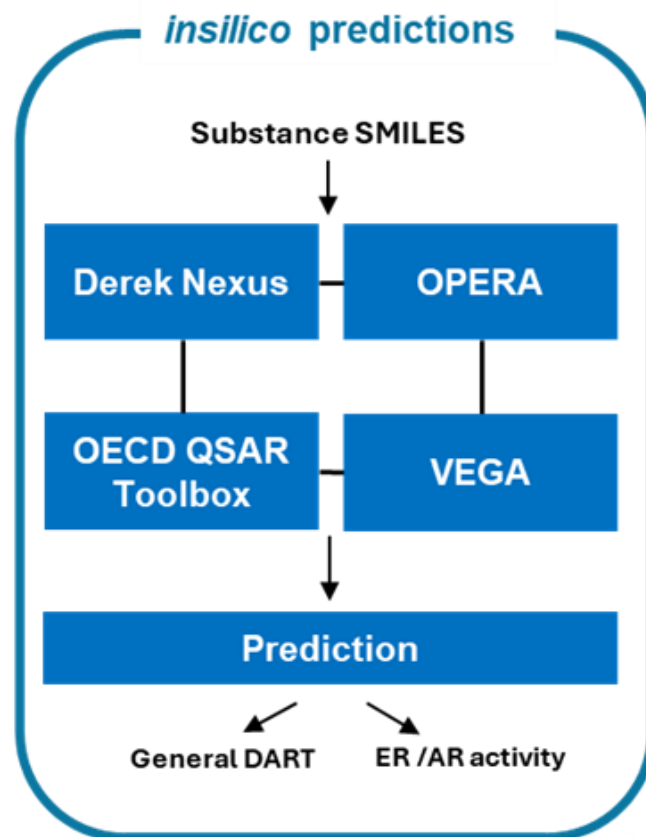 insilico predictions
Substance SMILES
Derek Nexus
OPERA
OECD QSAR
Toolbox
VEGA
Prediction
General DART
ER /AR activity